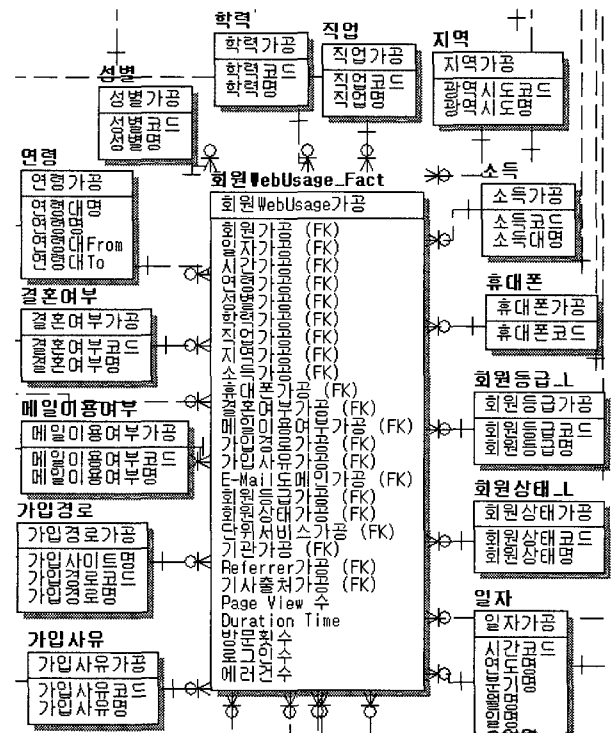 학력
학력가공
학력코드
학력명
직업
직업가공
직업코드
직업명
지역
지역가공
광역시도코드
광역시도명
성별
성별가공
성별코드
성별명
연령
연령가공
연령대명
연령명
연령대From
연령대To
결혼여부
결혼여부가공
결혼여부코드
결혼여부명
메일이용여부
메일이용여부가공
메일이용여부코드
메일이용여부명
가입경로
가입경로가공
가입사이트명
가입경로코드
가입경로명
가입사유
가입사유가공
가입사유코드
가입사유명
회원WebUsage_Fact
회원WebUsage가공
회원가공 (FK)
일자가공 (FK)
시간가공 (FK)
연령가공 (FK)
성별가공 (FK)
학력가공 (FK)
직업가공 (FK)
지역가공 (FK)
소득가공 (FK)
휴대폰가공 (FK)
결혼여부가공 (FK)
메일이용여부가공 (FK)
가입경로가공 (FK)
가입사유가공 (FK)
E-Mail도메인가공 (FK)
회원등급가공 (FK)
회원상태가공 (FK)
단위서비스가공 (FK)
기관가공 (FK)
Referrer가공 (FK)
기사출처가공 (FK)
Page View 수
Duration Time
방문횟수
로그인수
에러건수
소득
소득가공
소득코드
소득대명
휴대폰
휴대폰가공
휴대폰코드
회원등급_L
회원등급가공
회원등급코드
회원등급명
회원상태_L
회원상태가공
회원상태코드
회원상태명
일자
일자가공
시간코드
연도명
분기명
월명
일명